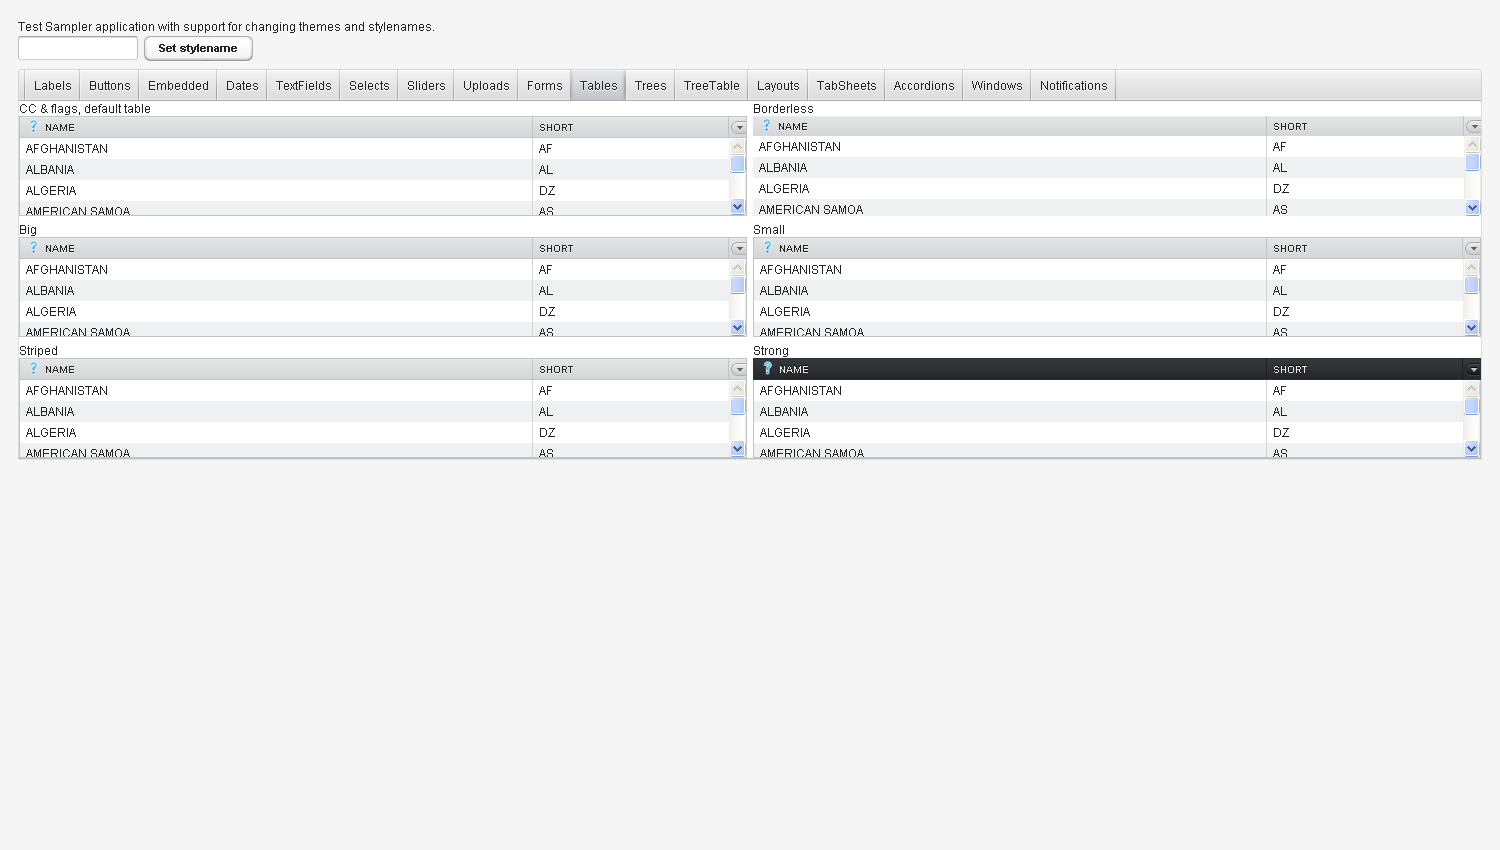 Test Sampler application with support for changing themes and stylenames.
Set stylename
Labels Buttons Embedded Dates TextFields Selects Sliders Uploads Forms Tables Trees TreeTable Layouts TabSheets Accordions Windows Notifications
CC & flags, default table
? NAME SHORT
AFGHANISTAN AF
ALBANIA AL
ALGERIA DZ
AMERICAN SAMOA AS
Borderless
? NAME SHORT
AFGHANISTAN AF
ALBANIA AL
ALGERIA DZ
AMERICAN SAMOA AS
Big
? NAME SHORT
AFGHANISTAN AF
ALBANIA AL
ALGERIA DZ
AMERICAN SAMOA AS
Small
? NAME SHORT
AFGHANISTAN AF
ALBANIA AL
ALGERIA DZ
AMERICAN SAMOA AS
Striped
? NAME SHORT
AFGHANISTAN AF
ALBANIA AL
ALGERIA DZ
AMERICAN SAMOA AS
Strong
? NAME SHORT
AFGHANISTAN AF
ALBANIA AL
ALGERIA DZ
AMERICAN SAMOA AS